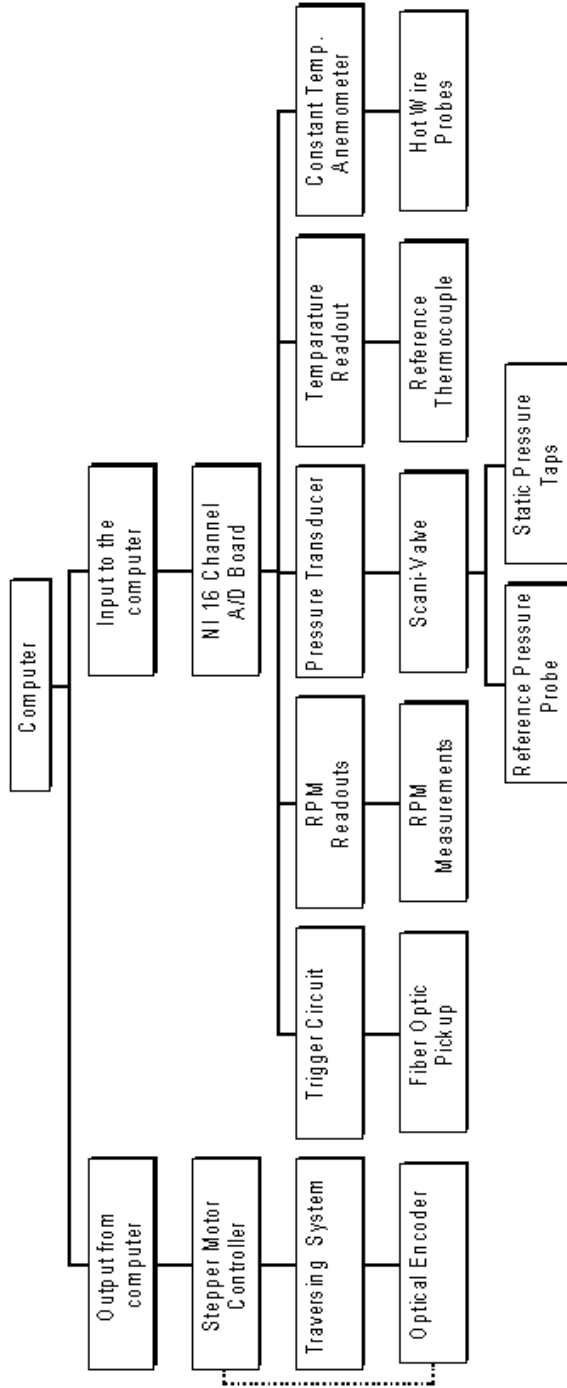 Computer
Output from
computer
Input to the
computer
Stepper Motor
Controller
NI 16 Channel
A/D Board
Traversing System
Trigger Circuit
RPM
Readouts
Pressure Transducer
Temparature
Readout
Constant Temp.
Anemometer
Optical Encoder
Fiber Optic
Pickup
RPM
Measurements
Scani-Valve
Reference
Thermocouple
Hot Wire
Probes
Reference Pressure
Probe
Static Pressure
Taps